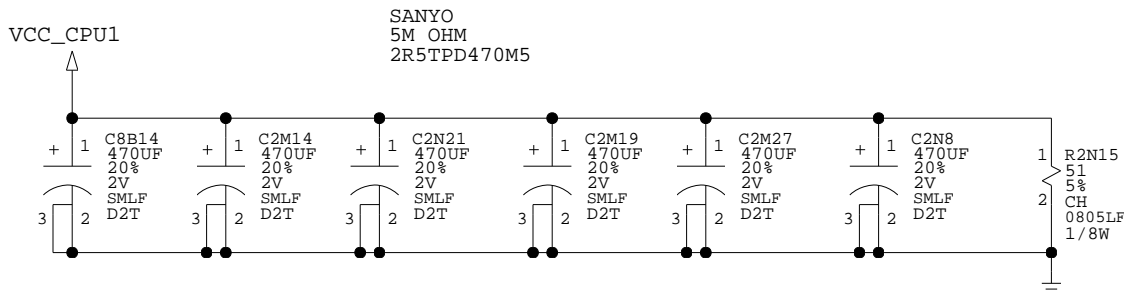 SANYO
5M OHM
2R5TPD470M5
VCC_CPU1
+ 1
C8B14
470UF
20%
2V
SMLF
D2T
3 2
+ 1
C2M14
470UF
20%
2V
SMLF
D2T
3 2
+ 1
C2N21
470UF
20%
2V
SMLF
D2T
3 2
+ 1
C2M19
470UF
20%
2V
SMLF
D2T
3 2
+ 1
C2M27
470UF
20%
2V
SMLF
D2T
3 2
+ 1
C2N8
470UF
20%
2V
SMLF
D2T
3 2
1
R2N15
51
5%
CH
2
0805LF
1/8W